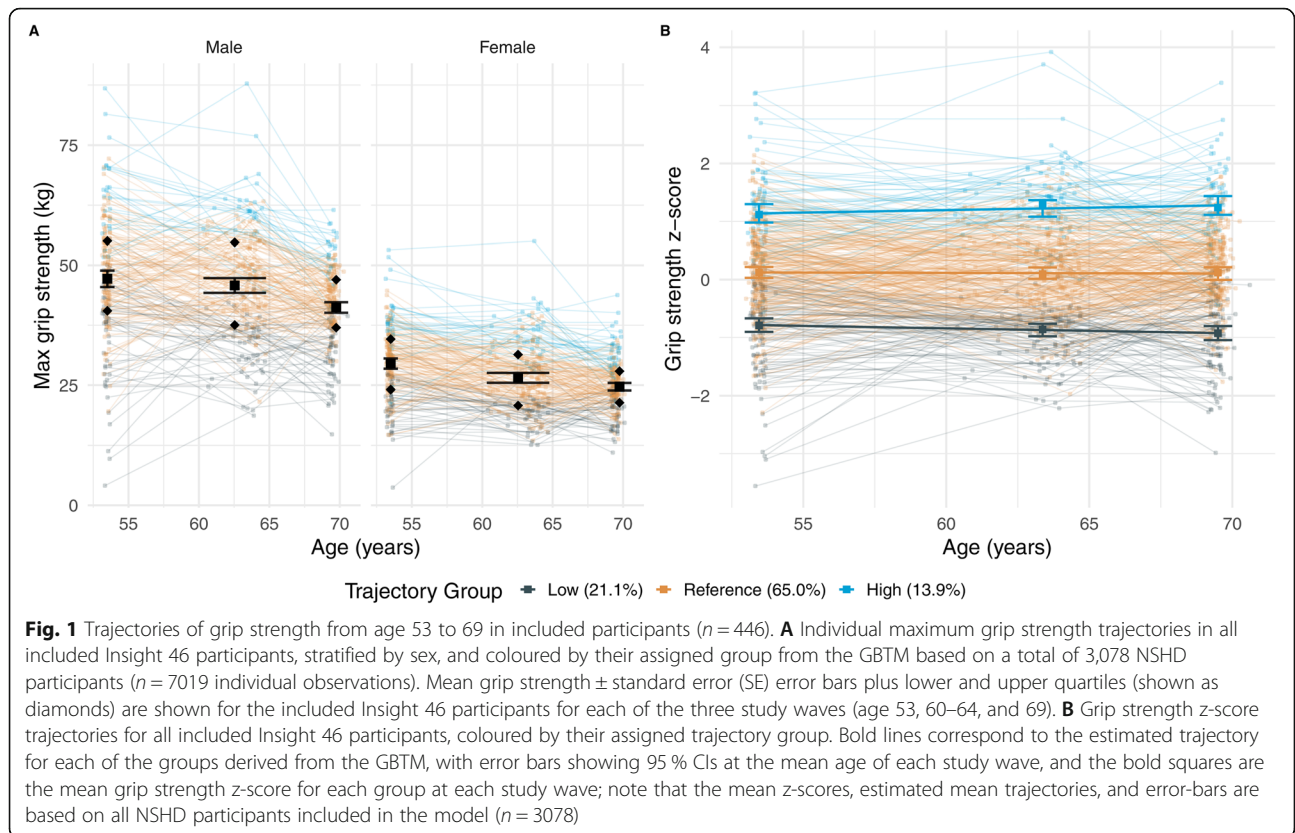 A
Male
Female
B
Max grip strength (kg)
75
50
25
0
55 60 65 70
55 60 65 70
Age (years)
Grip strength z−score
4
2
0
−2
55 60 65 70
Age (years)
Trajectory Group Low (21.1%) Reference (65.0%) High (13.9%)
Fig. 1 Trajectories of grip strength from age 53 to 69 in included participants (n = 446). A Individual maximum grip strength trajectories in all
included Insight 46 participants, stratified by sex, and coloured by their assigned group from the GBTM based on a total of 3,078 NSHD
participants (n = 7019 individual observations). Mean grip strength ± standard error (SE) error bars plus lower and upper quartiles (shown as
diamonds) are shown for the included Insight 46 participants for each of the three study waves (age 53, 60–64, and 69). B Grip strength z-score
trajectories for all included Insight 46 participants, coloured by their assigned trajectory group. Bold lines correspond to the estimated trajectory
for each of the groups derived from the GBTM, with error bars showing 95 % CIs at the mean age of each study wave, and the bold squares are
the mean grip strength z-score for each group at each study wave; note that the mean z-scores, estimated mean trajectories, and error-bars are
based on all NSHD participants included in the model (n = 3078)